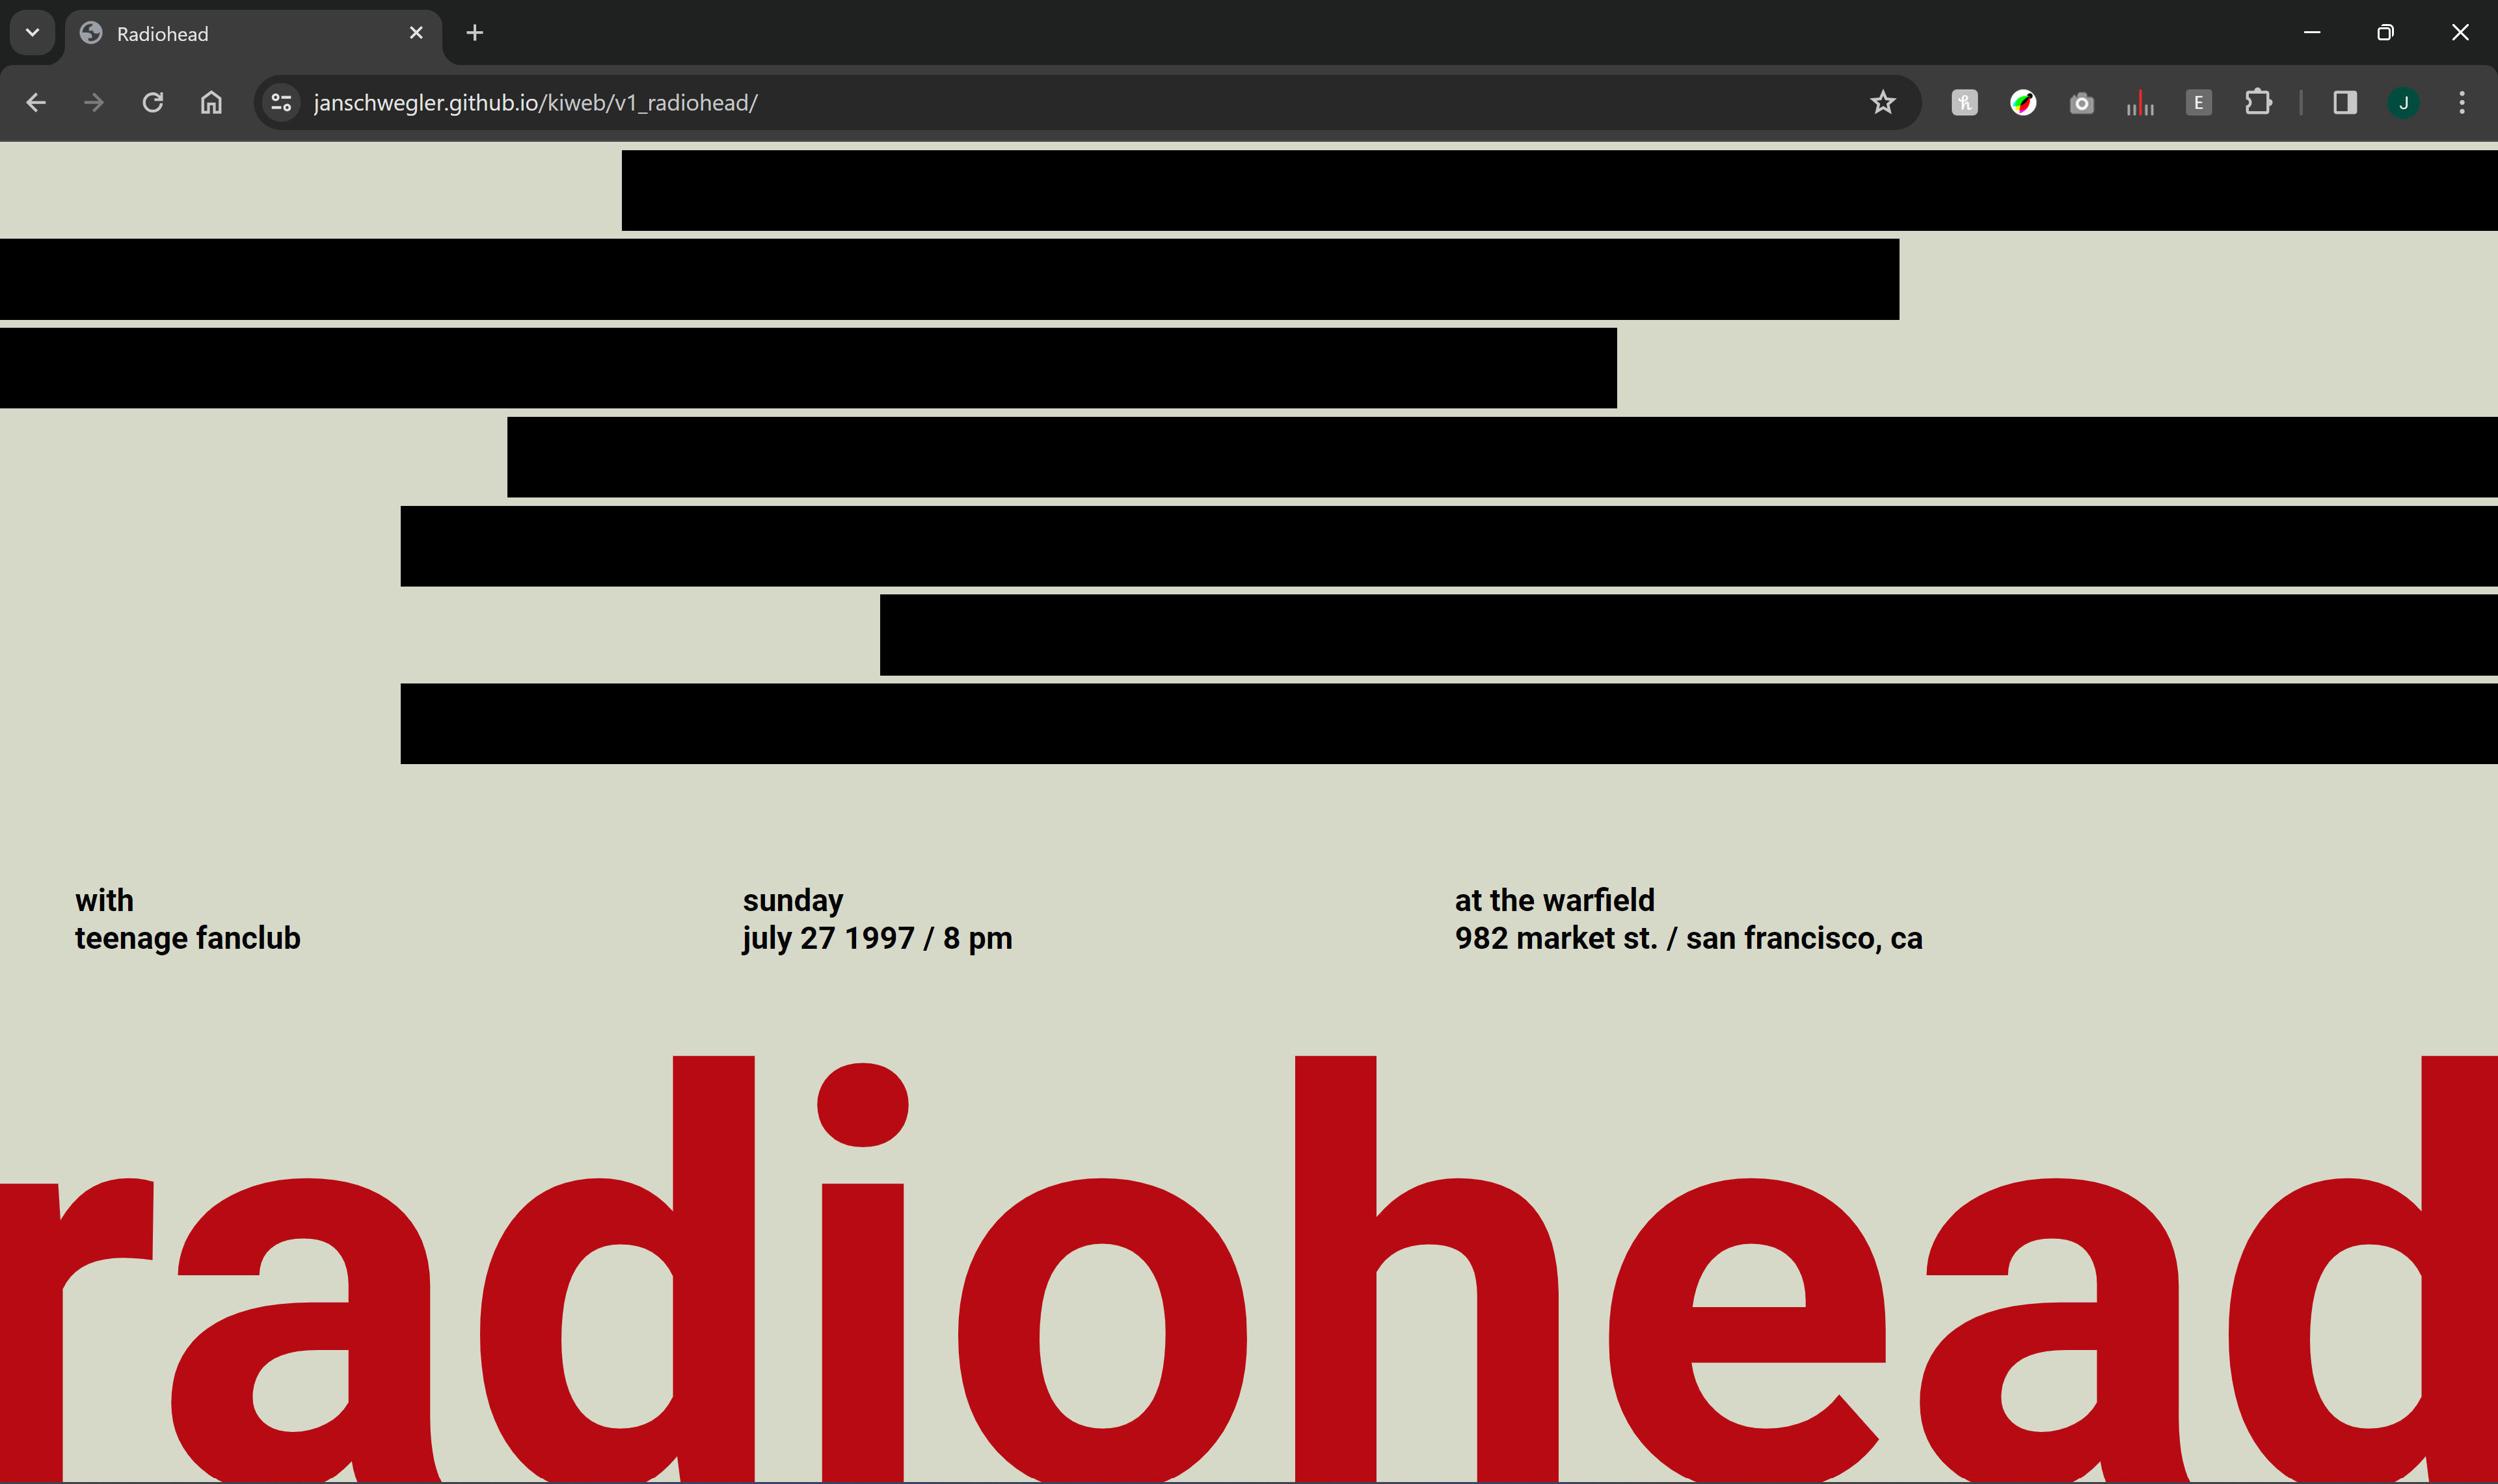 Radiohead
janschwegler.github.io/kiweb/v1_radiohead/
E
J
with
teenage fanclub
sunday
july 27 1997 / 8 pm
at the warfield
982 market st. / san francisco, ca
radiohead